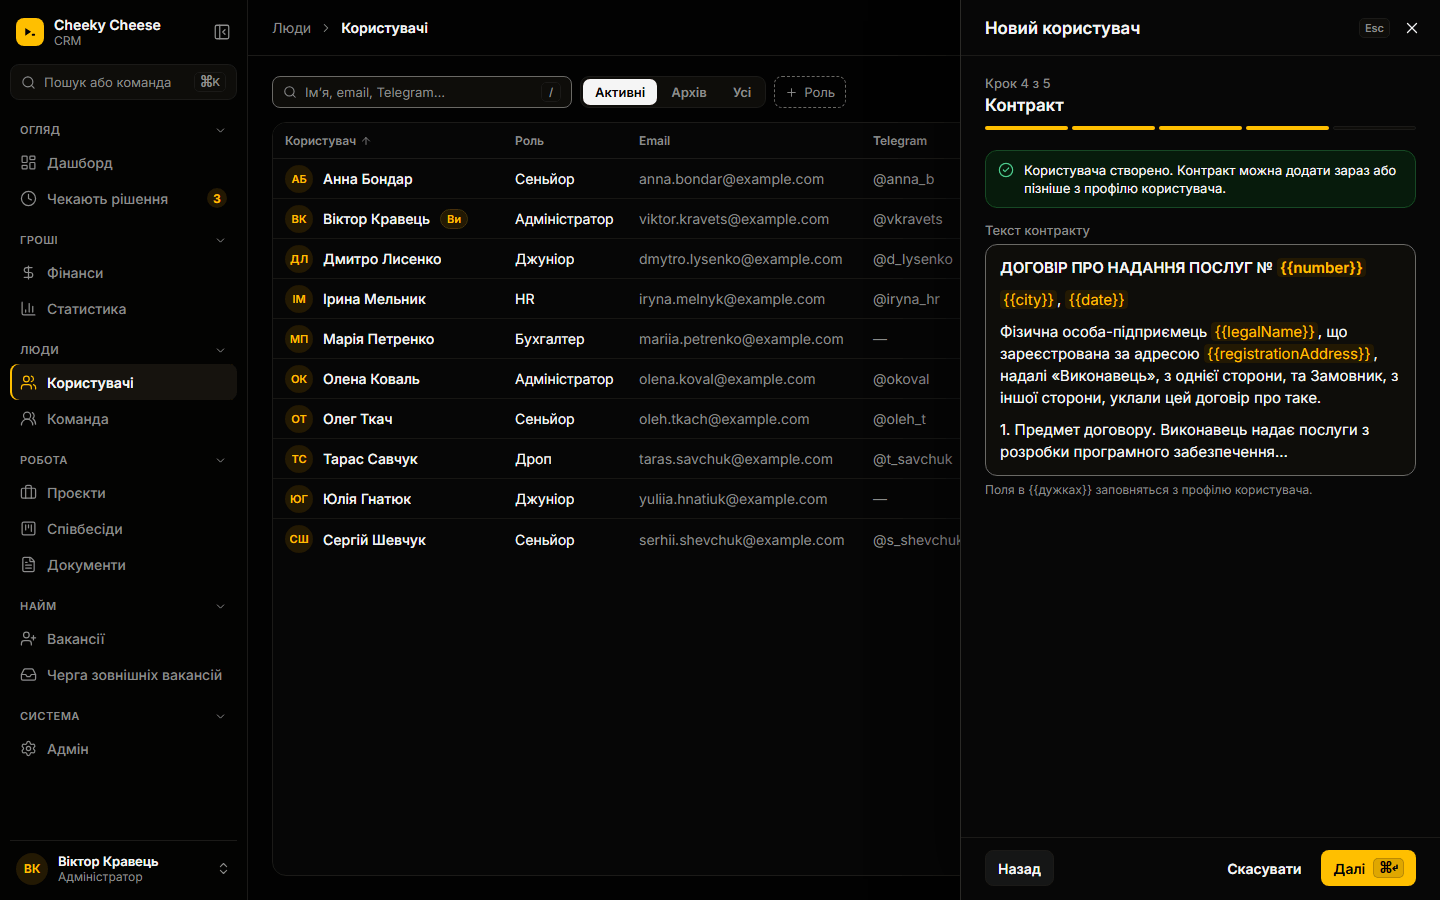 Cheeky Cheese
CRM
Пошук або команда ⌘K
ОГЛЯД
Дашборд
Чекають рішення 3
ГРОШІ
Фінанси
Статистика
ЛЮДИ
Користувачі
Команда
РОБОТА
Проєкти
Співбесіди
Документи
НАЙМ
Вакансії
Черга зовнішніх вакансій
СИСТЕМА
Адмін
ВК Віктор Кравець
Адміністратор
Люди > Користувачі
Ім’я, email, Telegram... /
Активні Архів Усі + Роль
Користувач ↑ Роль Email Telegram
АБ Анна Бондар Сеньйор anna.bondar@example.com @anna_b
ВК Віктор Кравець Ви Адміністратор viktor.kravets@example.com @vkravets
ДЛ Дмитро Лисенко Джуніор dmytro.lysenko@example.com @d_lysenko
ІМ Ірина Мельник HR iryna.melnyk@example.com @iryna_hr
МП Марія Петренко Бухгалтер mariia.petrenko@example.com —
ОК Олена Коваль Адміністратор olena.koval@example.com @okoval
ОТ Олег Ткач Сеньйор oleh.tkach@example.com @oleh_t
ТС Тарас Савчук Дроп taras.savchuk@example.com @t_savchuk
ЮГ Юлія Гнатюк Джуніор yuliia.hnatiuk@example.com —
СШ Сергій Шевчук Сеньйор serhii.shevchuk@example.com @s_shevchuk
Новий користувач Esc
Крок 4 з 5
Контракт
Користувача створено. Контракт можна додати зараз або
пізніше з профілю користувача.
Текст контракту
ДОГОВІР ПРО НАДАННЯ ПОСЛУГ № {{number}}
{{city}}, {{date}}
Фізична особа-підприємець {{legalName}}, що
зареєстрована за адресою {{registrationAddress}},
надалі «Виконавець», з однієї сторони, та Замовник, з
іншої сторони, уклали цей договір про таке.
1. Предмет договору. Виконавець надає послуги з
розробки програмного забезпечення...
Поля в {{дужках}} заповняться з профілю користувача.
Назад Скасувати Далі ⌘↵